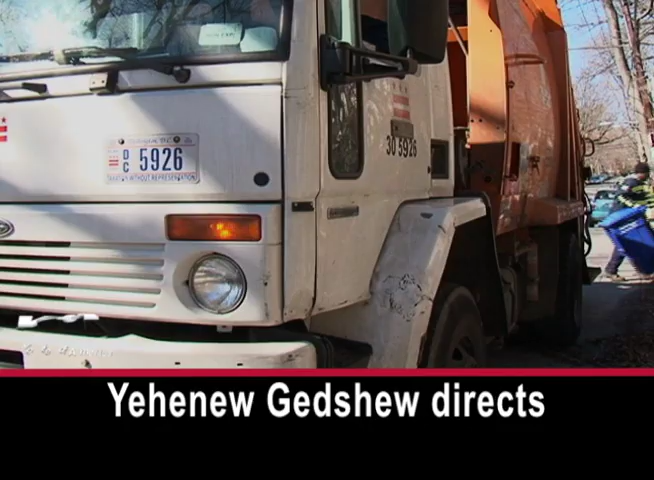 DC 5926
TAXATION WITHOUT REPRESENTATION
30 5926
Yehenew Gedshew directs